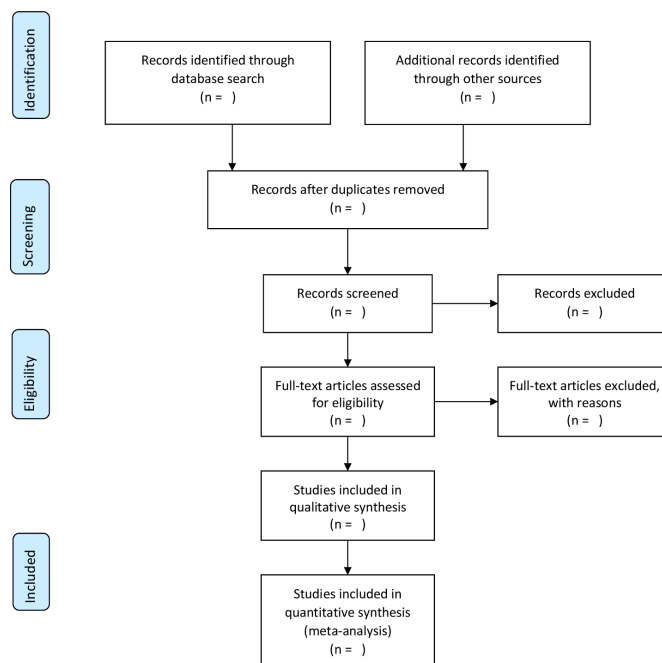 Identification
Records identified through
database search
(n =   )
Additional records identified
through other sources
(n =   )
Screening
Records after duplicates removed
(n =   )
Records screened
(n =   )
Records excluded
(n =   )
Eligibility
Full-text articles assessed
for eligibility
(n =   )
Full-text articles excluded,
with reasons
(n =   )
Studies included in
qualitative synthesis
(n =   )
Included
Studies included in
quantitative synthesis
(meta-analysis)
(n =   )